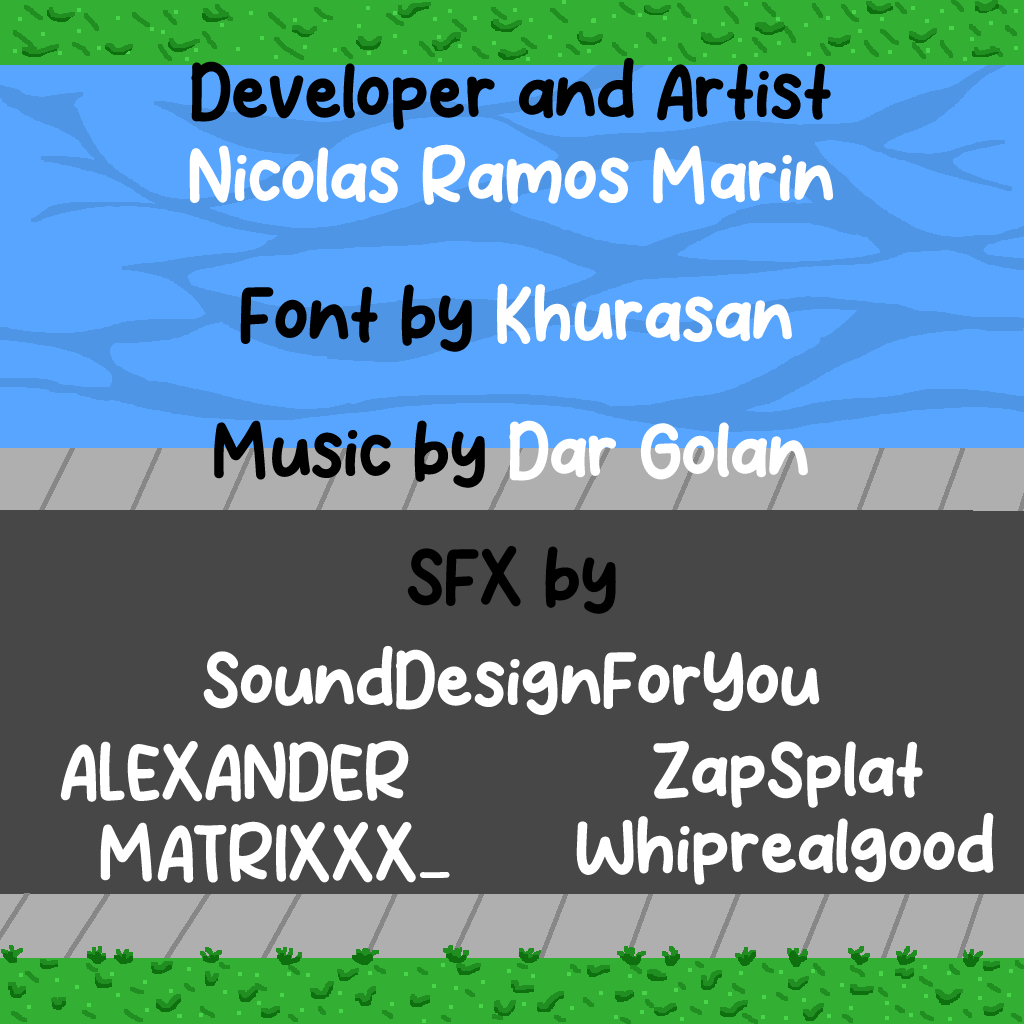 Developer and Artist
Nicolas Ramos Marin
Font by Khurasan
Music by Dar Golan
SFX by
SoundDesignForYou
ALEXANDER ZapSplat
MATRIXXX_ Whiprealgood